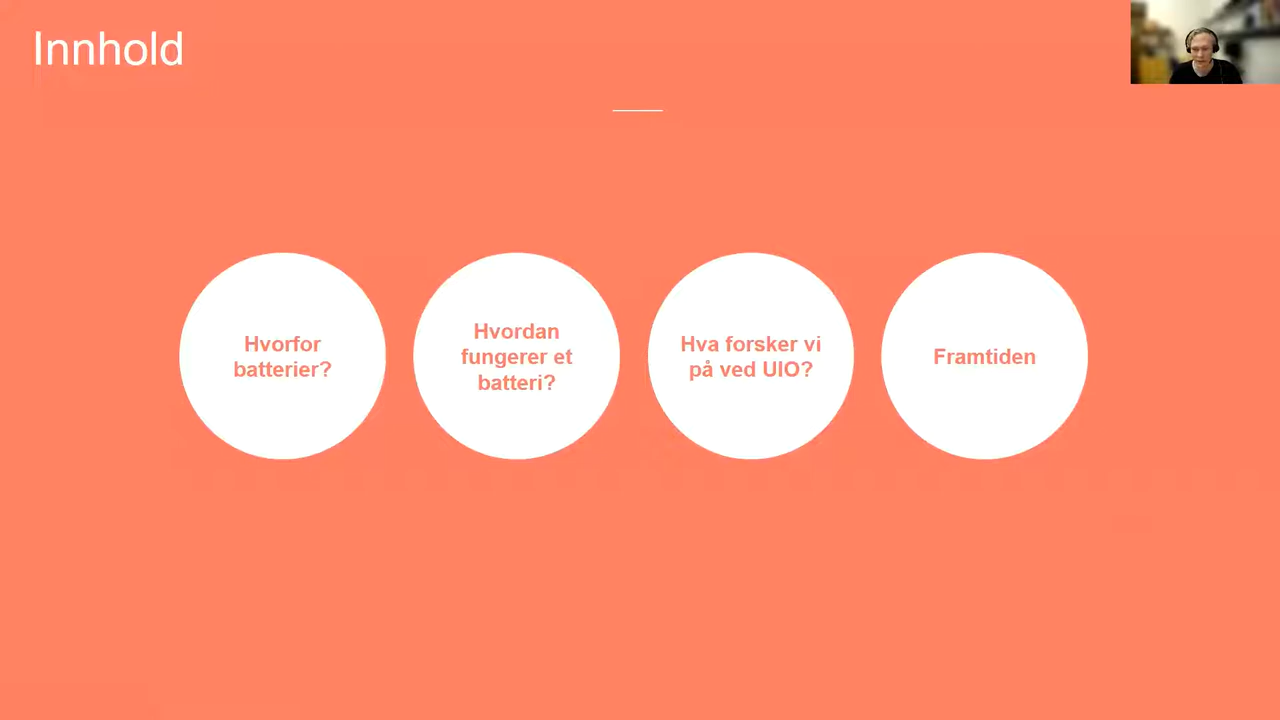 Innhold
Hvorfor
batterier?
Hvordan
fungerer et
batteri?
Hva forsker vi
på ved UIO?
Framtiden